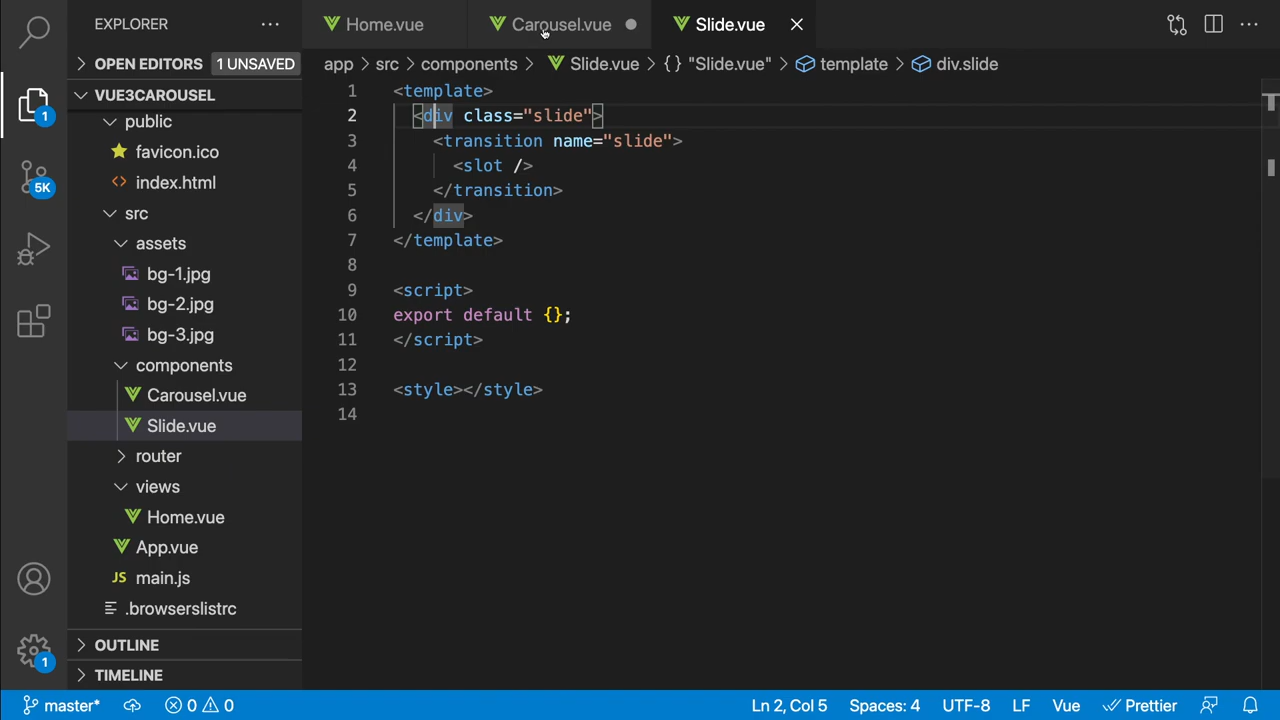 EXPLORER
Home.vue
Carousel.vue
Slide.vue
OPEN EDITORS
1 UNSAVED
app > src > components > Slide.vue > {} "Slide.vue" > template > div.slide
VUE3CAROUSEL
public
favicon.ico
index.html
src
assets
bg-1.jpg
bg-2.jpg
bg-3.jpg
components
Carousel.vue
Slide.vue
router
views
Home.vue
App.vue
JS main.js
.browserslistrc
OUTLINE
TIMELINE
1
5K
1
1 <template>
2 <div class="slide">
3 <transition name="slide">
4 <slot />
5 </transition>
6 </div>
7 </template>
8
9 <script>
10 export default {};
11 </script>
12
13 <style></style>
14
master*
0
0
Ln 2, Col 5
Spaces: 4
UTF-8
LF
Vue
Prettier